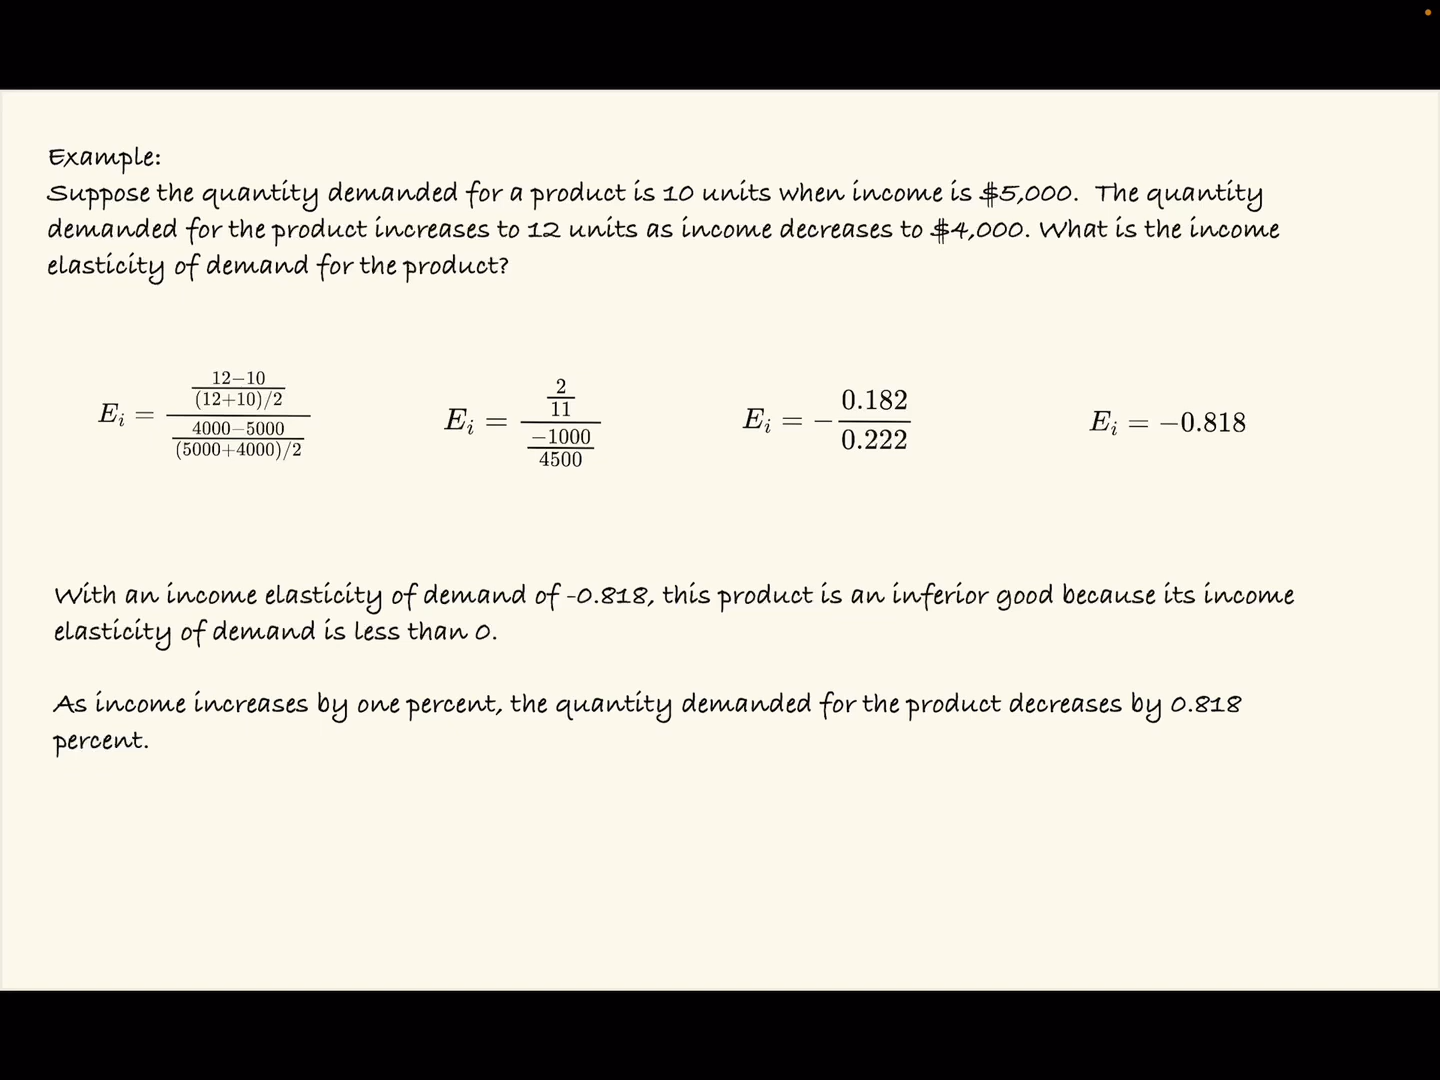 Example:
Suppose the quantity demanded for a product is 10 units when income is $5,000. The quantity
demanded for the product increases to 12 units as income decreases to $4,000. What is the income
elasticity of demand for the product?
E_i = ((12−10)/((12+10)/2))/((4000−5000)/((5000+4000)/2)) E_i = (2/11)/(−1000/4500) E_i = −0.182/0.222 E_i = −0.818
With an income elasticity of demand of -0.818, this product is an inferior good because its income
elasticity of demand is less than 0.
As income increases by one percent, the quantity demanded for the product decreases by 0.818
percent.